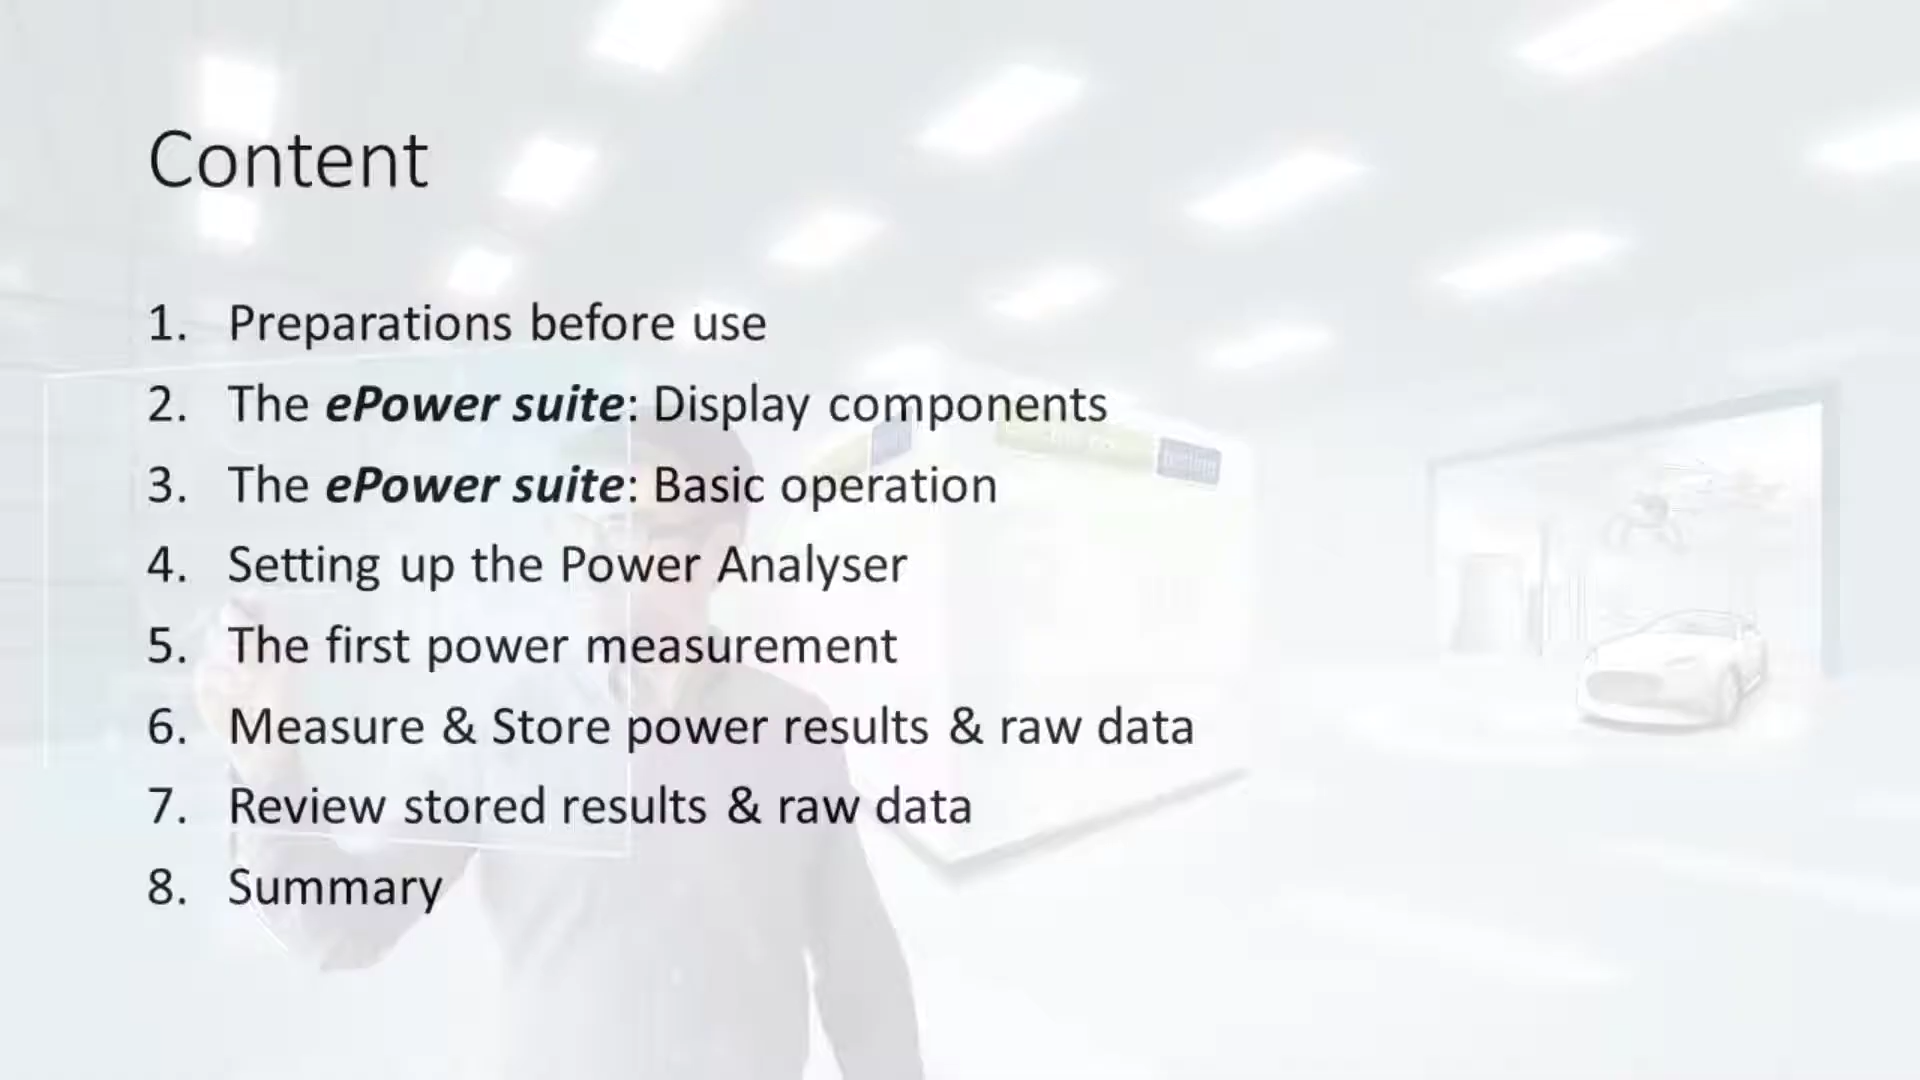 Content
1. Preparations before use
2. The ePower suite: Display components
3. The ePower suite: Basic operation
4. Setting up the Power Analyser
5. The first power measurement
6. Measure & Store power results & raw data
7. Review stored results & raw data
8. Summary